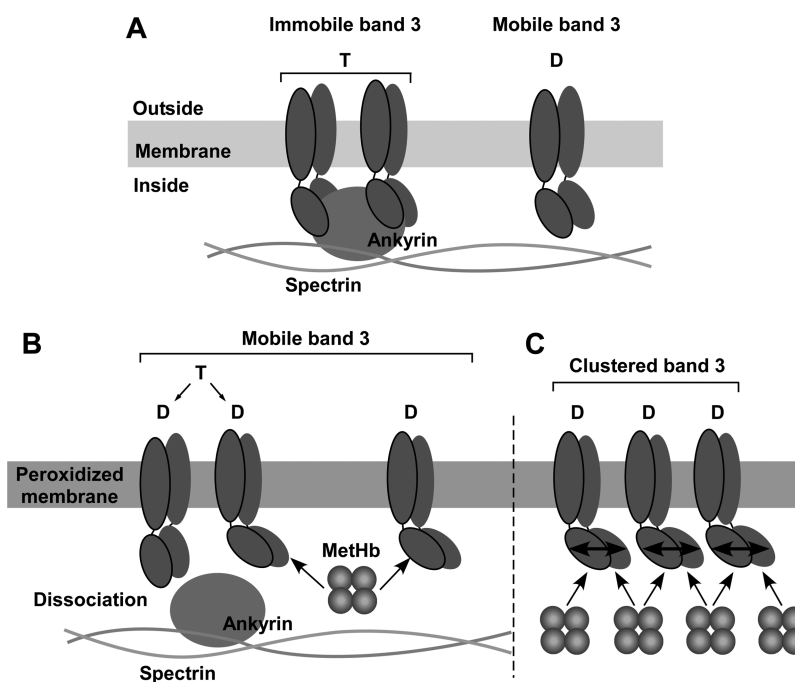 A
Immobile band 3
Mobile band 3
T
D
Outside
Membrane
Inside
Ankyrin
Spectrin
B
Mobile band 3
C
Clustered band 3
T
D
D
D
D
D
D
Peroxidized
membrane
MetHb
Dissociation
Ankyrin
Spectrin